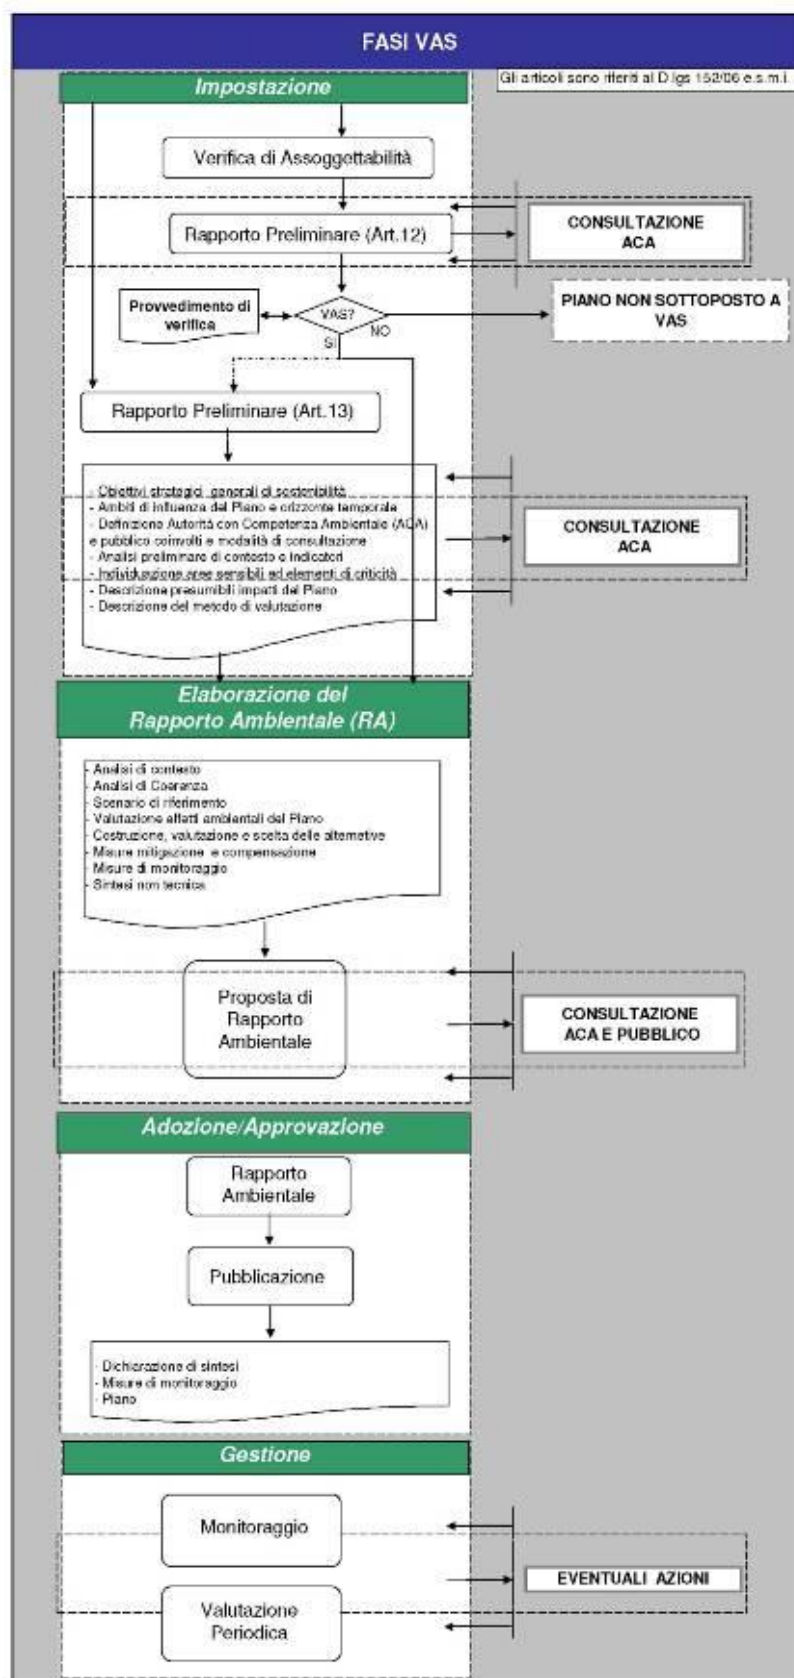 FASI VAS
Gli articoli sono riferiti al D.lgs 152/06 e.s.m.i.
Impostazione
Verifica di Assoggettabilità
Rapporto Preliminare (Art.12)
CONSULTAZIONE
ACA
Provvedimento di
verifica
VAS?
NO
SI
PIANO NON SOTTOPOSTO A
VAS
Rapporto Preliminare (Art.13)
- Obiettivi strategici generali di sostenibilità
- Ambiti di influenza del Piano e orizzonte temporale
- Definizione Autorità con Competenza Ambientale (ACA)
e pubblico coinvolti e modalità di consultazione
- Analisi preliminare di contesto e indicatori
- Individuazione aree sensibili ed elementi di criticità
- Descrizione presumibili impatti del Piano
- Descrizione del metodo di valutazione
CONSULTAZIONE
ACA
Elaborazione del
Rapporto Ambientale (RA)
- Analisi di contesto
- Analisi di Coerenza
- Scenario di riferimento
- Valutazione effetti ambientali del Piano
- Costruzione, valutazione e scelta delle alternative
- Misure mitigazione e compensazione
- Misure di monitoraggio
- Sintesi non tecnica
Proposta di
Rapporto
Ambientale
CONSULTAZIONE
ACA E PUBBLICO
Adozione/Approvazione
Rapporto
Ambientale
Pubblicazione
- Dichiarazione di sintesi
- Misure di monitoraggio
- Piano
Gestione
Monitoraggio
EVENTUALI AZIONI
Valutazione
Periodica